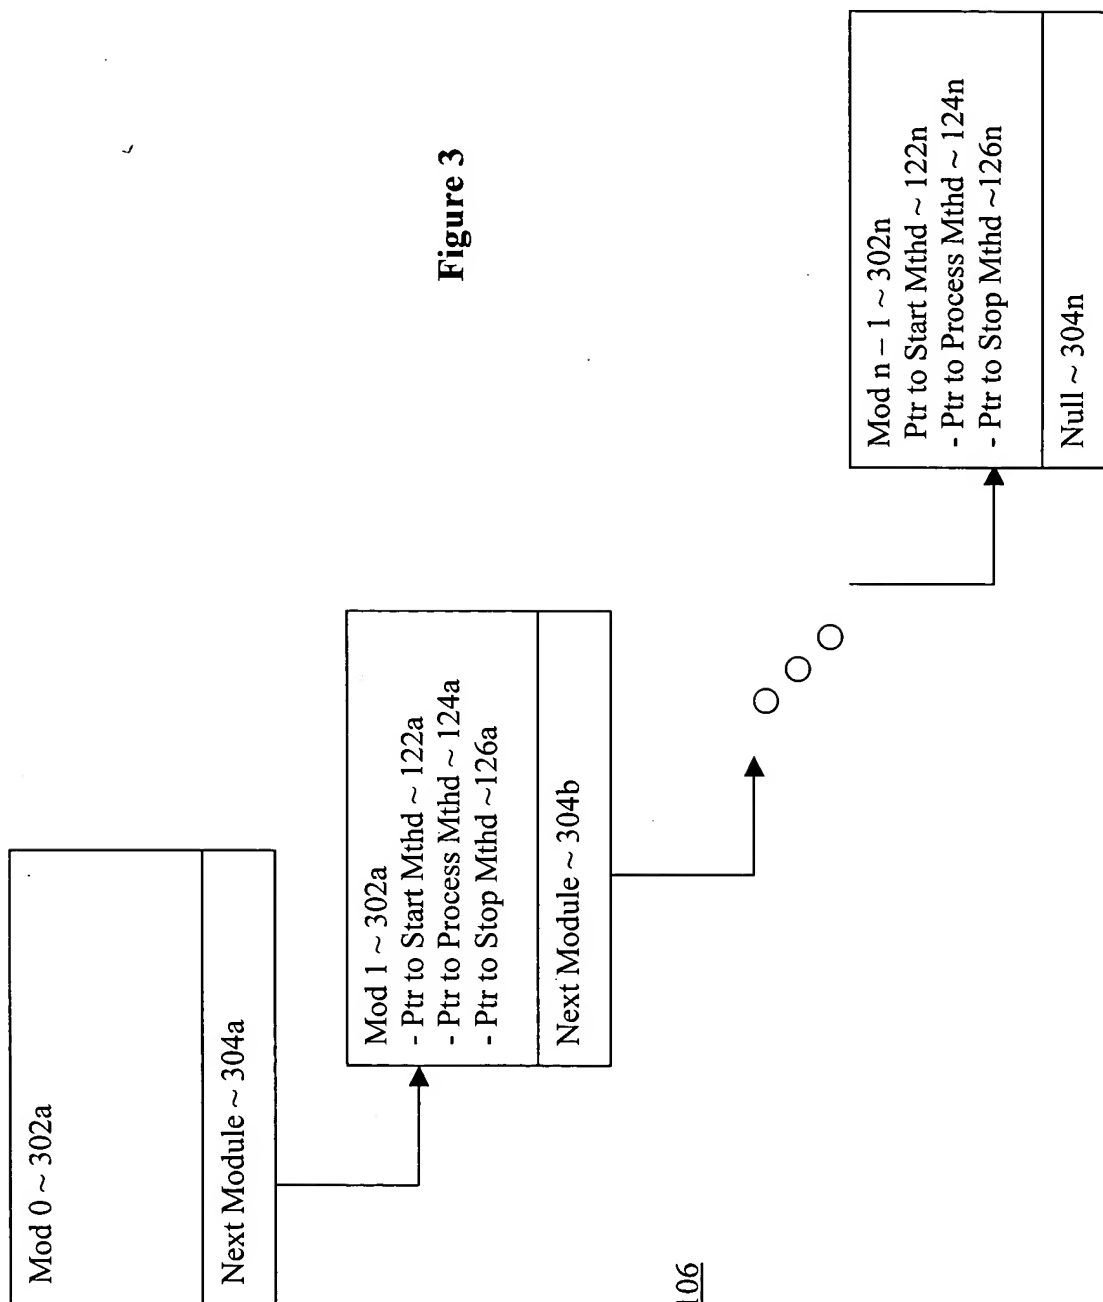 Mod 0 ~ 302a
Next Module ~ 304a
Mod 1 ~ 302a
- Ptr to Start Mthd ~ 122a
- Ptr to Process Mthd ~ 124a
- Ptr to Stop Mthd ~126a
Next Module ~ 304b
Mod n – 1 ~ 302n
Ptr to Start Mthd ~ 122n
- Ptr to Process Mthd ~ 124n
- Ptr to Stop Mthd ~126n
Null ~ 304n
106
Figure 3